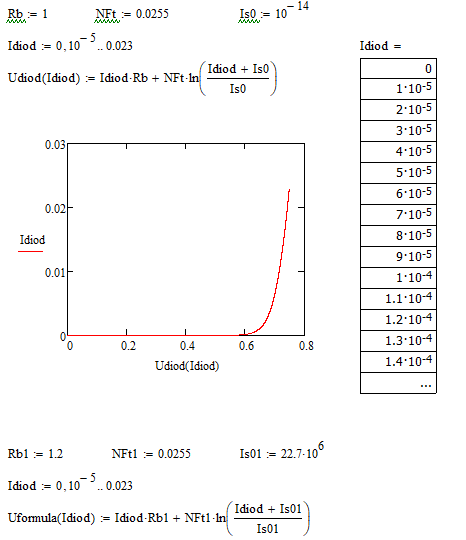 Rb := 1 NFt := 0.0255 Is0 := 10^-14
Idiod := 0, 10^-5 .. 0.023
Udiod(Idiod) := Idiod·Rb + NFt·ln((Idiod + Is0)/Is0)
Idiod =
0
1·10^-5
2·10^-5
3·10^-5
4·10^-5
5·10^-5
6·10^-5
7·10^-5
8·10^-5
9·10^-5
1·10^-4
1.1·10^-4
1.2·10^-4
1.3·10^-4
1.4·10^-4
...
0.03
0.02
Idiod
0.01
0
0 0.2 0.4 0.6 0.8
Udiod(Idiod)
Rb1 := 1.2 NFt1 := 0.0255 Is01 := 22.7·10^6
Idiod := 0, 10^-5 .. 0.023
Uformula(Idiod) := Idiod·Rb1 + NFt1·ln((Idiod + Is01)/Is01)